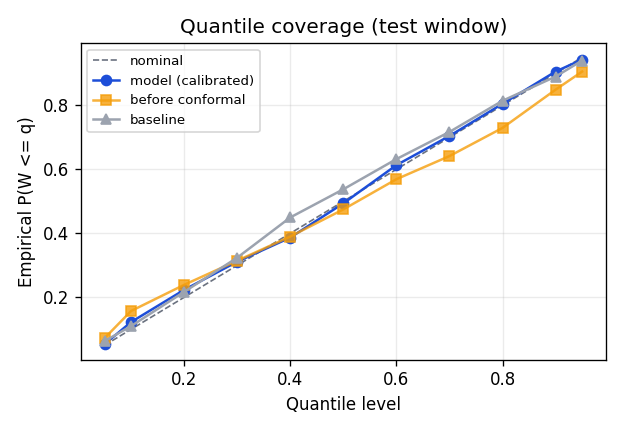 Quantile coverage (test window)
nominal
model (calibrated)
before conformal
baseline
Empirical P(W <= q)
0.8
0.6
0.4
0.2
0.2 0.4 0.6 0.8
Quantile level